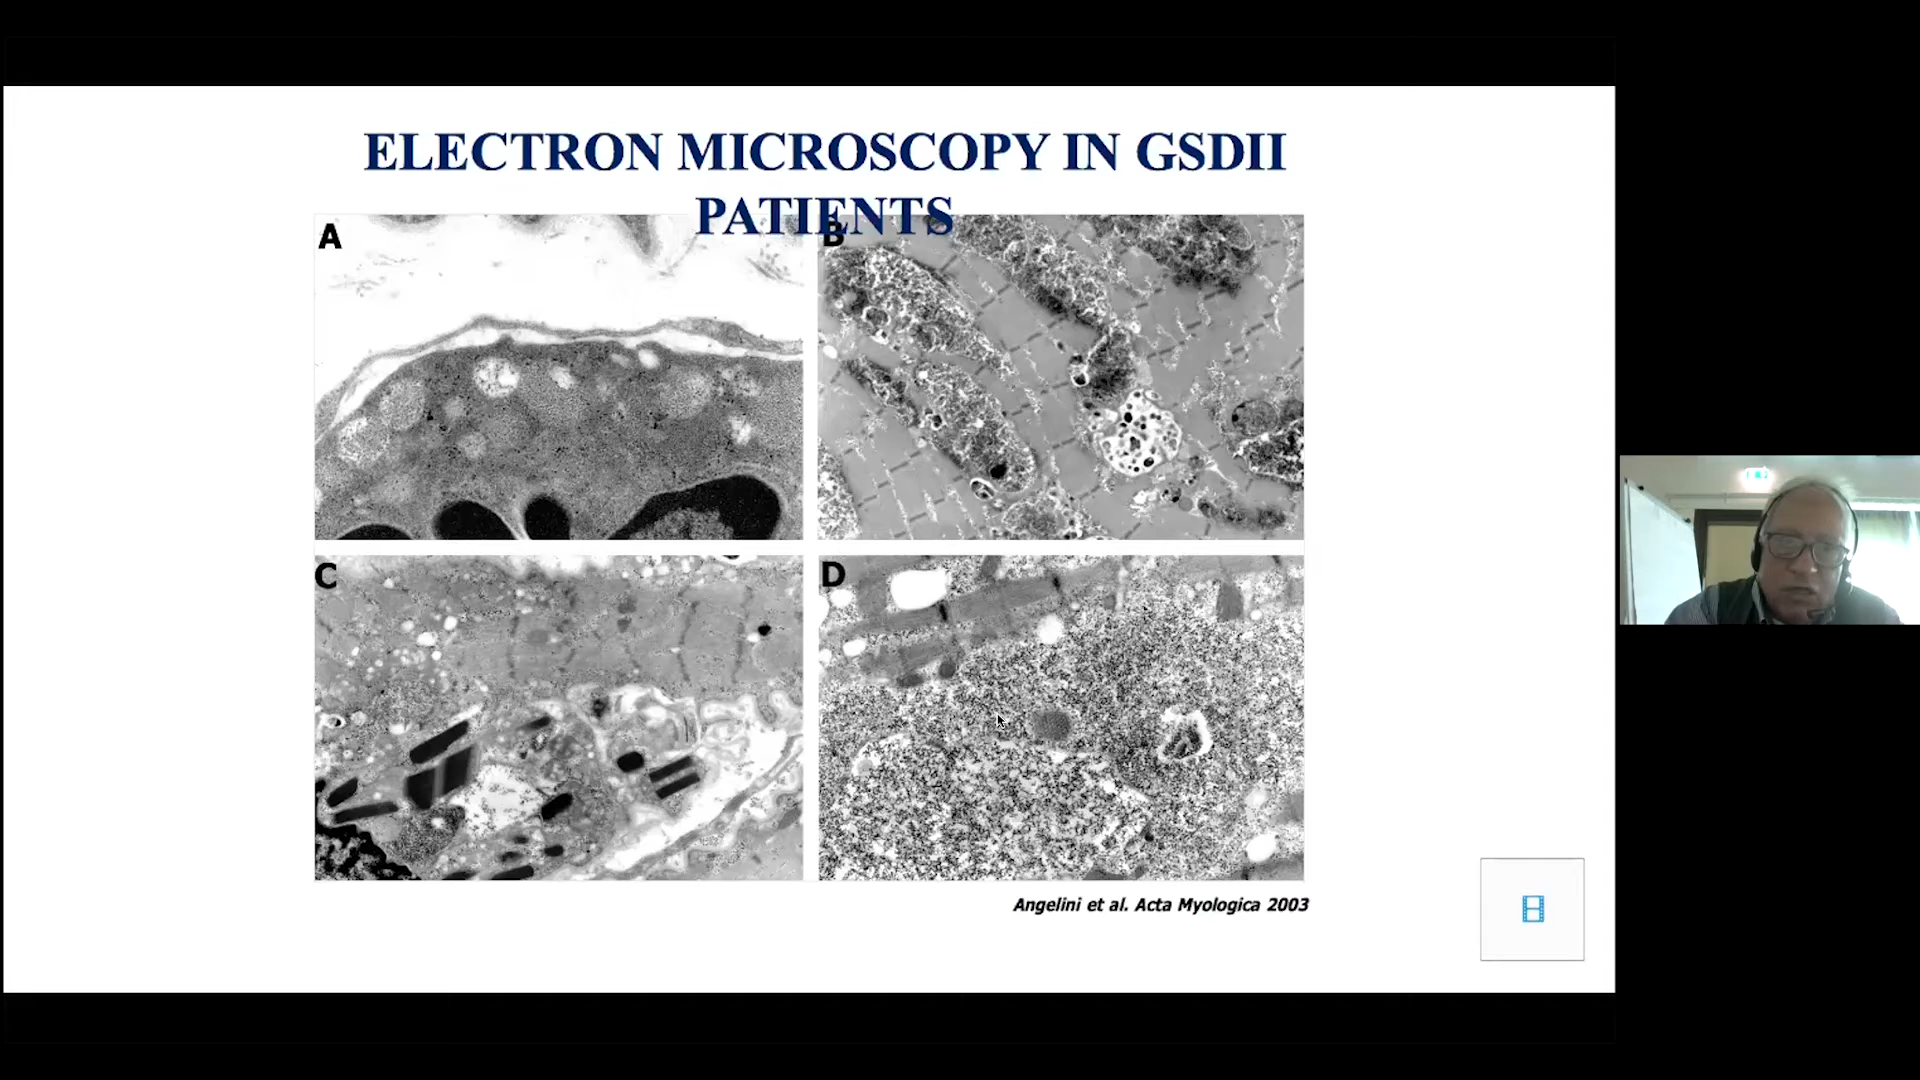 ELECTRON MICROSCOPY IN GSDII
PATIENTS
A
B
C
D
Angelini et al. Acta Myologica 2003